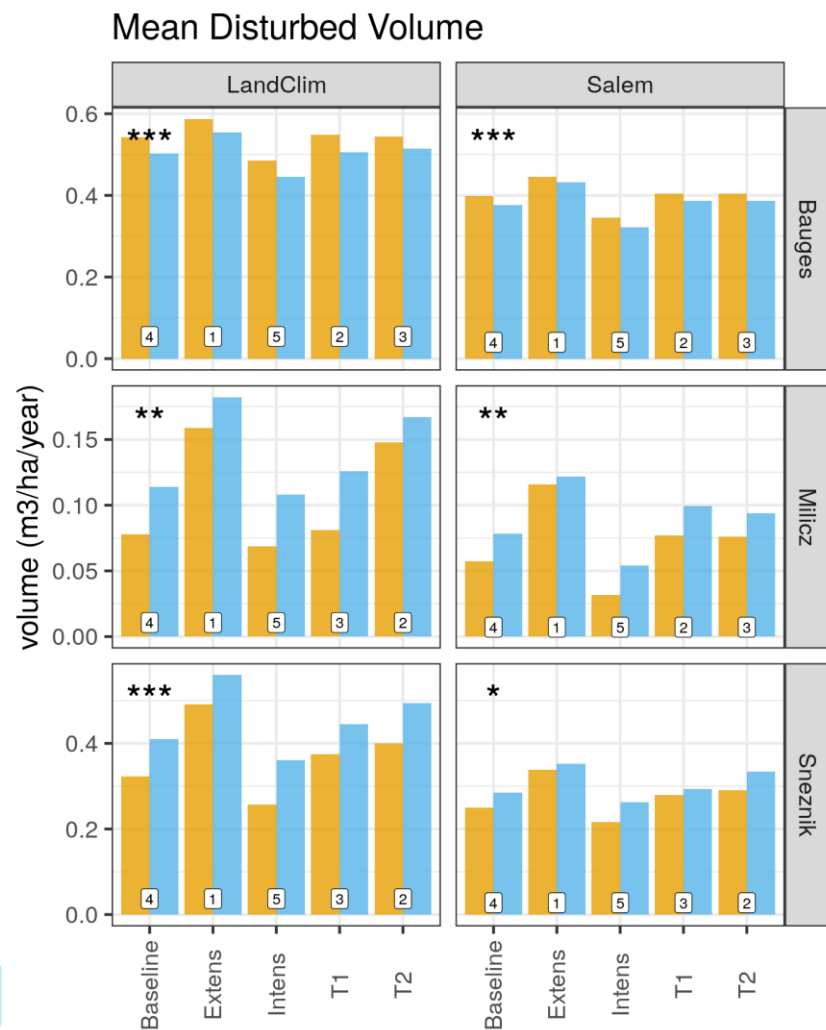 Mean Disturbed Volume
LandClim
Salem
0.6
0.4
0.2
0.0
***
4
1
5
2
3
***
4
1
5
2
3
Bauges
volume (m3/ha/year)
0.15
0.10
0.05
0.00
**
4
1
5
3
2
**
4
1
5
2
3
Milicz
0.4
0.2
0.0
***
4
1
5
3
2
*
4
1
5
3
2
Sneznik
Baseline
Extens
Intens
T1
T2
Baseline
Extens
Intens
T1
T2